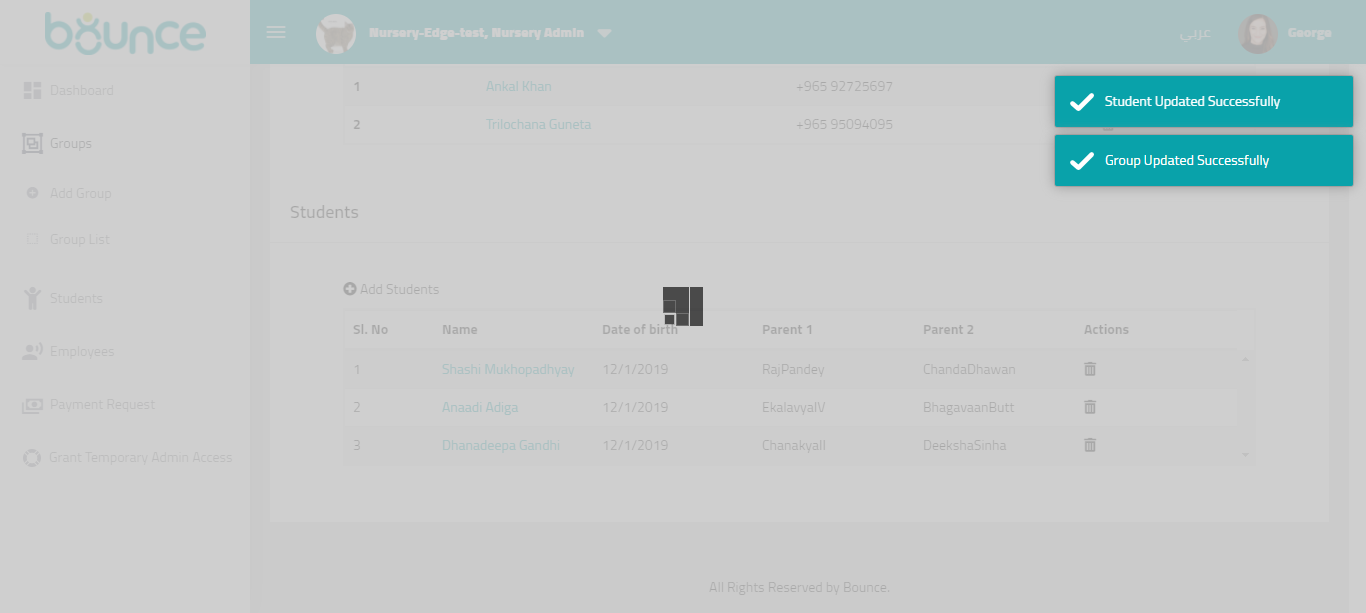 bounce
Nursery-Edge-test, Nursery Admin
عربي
George
Dashboard
Groups
Add Group
Group List
Students
Employees
Payment Request
Grant Temporary Admin Access
1 Ankal Khan +965 92725697
2 Trilochana Guneta +965 95094095
Student Updated Successfully
Group Updated Successfully
Students
Add Students
Sl. No Name Date of birth Parent 1 Parent 2 Actions
1 Shashi Mukhopadhyay 12/1/2019 RajPandey ChandaDhawan
2 Anaadi Adiga 12/1/2019 EkalavyaIV BhagavaanButt
3 Dhanadeepa Gandhi 12/1/2019 ChanakyaII DeekshaSinha
All Rights Reserved by Bounce.